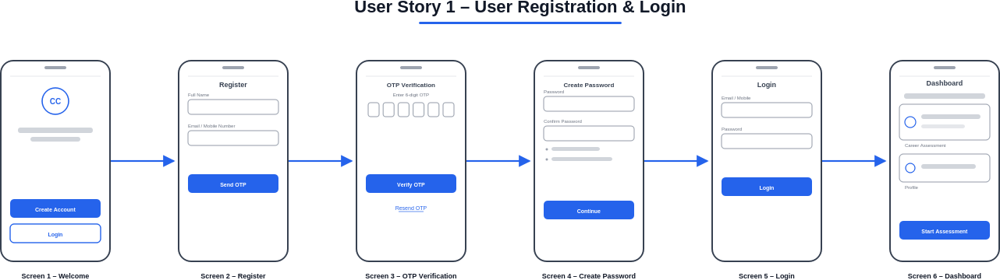 User Story 1 – User Registration & Login
CC
Create Account
Login
Screen 1 – Welcome
Register
Full Name
Email / Mobile Number
Send OTP
Screen 2 – Register
OTP Verification
Enter 6-digit OTP
Verify OTP
Resend OTP
Screen 3 – OTP Verification
Create Password
Password
Confirm Password
Continue
Screen 4 – Create Password
Login
Email / Mobile
Password
Login
Screen 5 – Login
Dashboard
Career Assessment
Profile
Start Assessment
Screen 6 – Dashboard